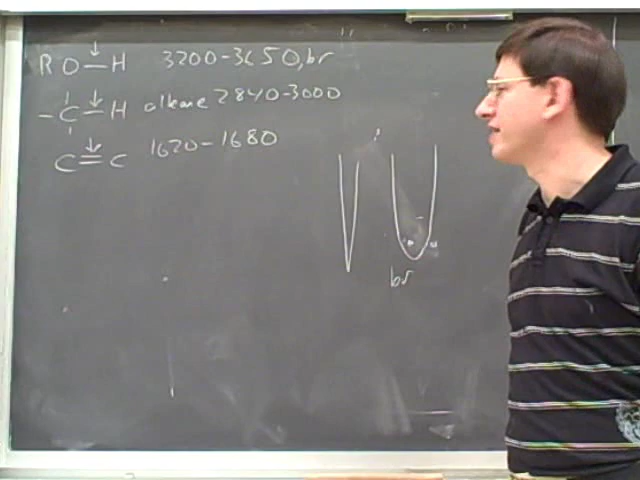 R O—H 3200-3650, br
-C—H alkane 2840-3000
C=C 1620-1680
br